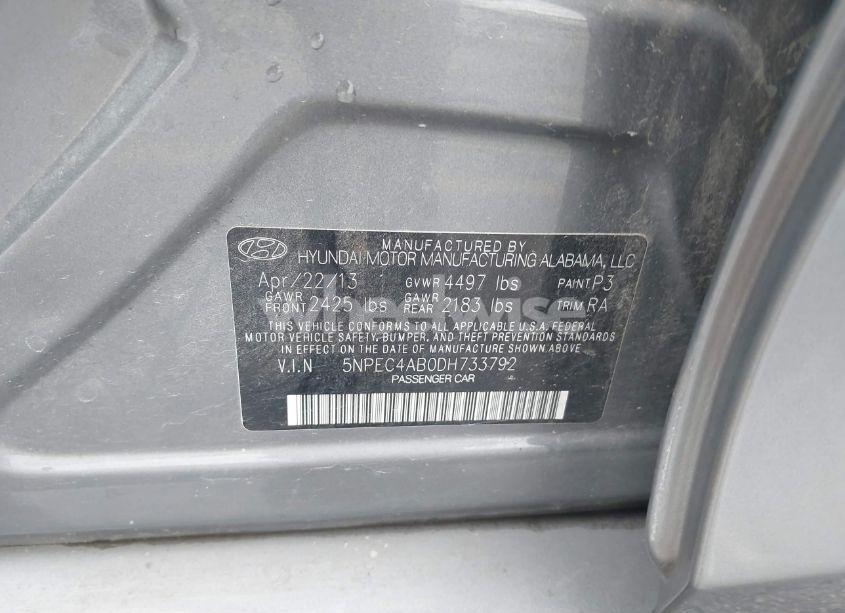 MANUFACTURED BY
HYUNDAI MOTOR MANUFACTURING ALABAMA, LLC
Apr/22/13 GVWR 4497 lbs PAINT P3
GAWR FRONT 2425 lbs GAWR REAR 2183 lbs TRIM RA
THIS VEHICLE CONFORMS TO ALL APPLICABLE U.S.A. FEDERAL
MOTOR VEHICLE SAFETY, BUMPER, AND THEFT PREVENTION STANDARDS
IN EFFECT ON THE DATE OF MANUFACTURE SHOWN ABOVE
V.I.N 5NPEC4AB0DH733792
PASSENGER CAR
wheelwise